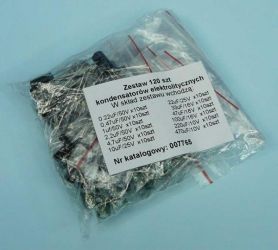 Zestaw 120 szt
kondensatorów elektrolitycznych
W skład zestawu wchodzą:
0.22uF/50V x10szt
0.47uF/50V x10szt
1uF/50V x10szt
2.2uF/50V x10szt
4.7uF/50V x10szt
10uF/25V x10szt
22uF/25V x10szt
33uF/16V x10szt
47uF/16V x10szt
100uF/16V x10szt
220uF/10V x10szt
470uF/10V x10szt
Nr katalogowy: 007765